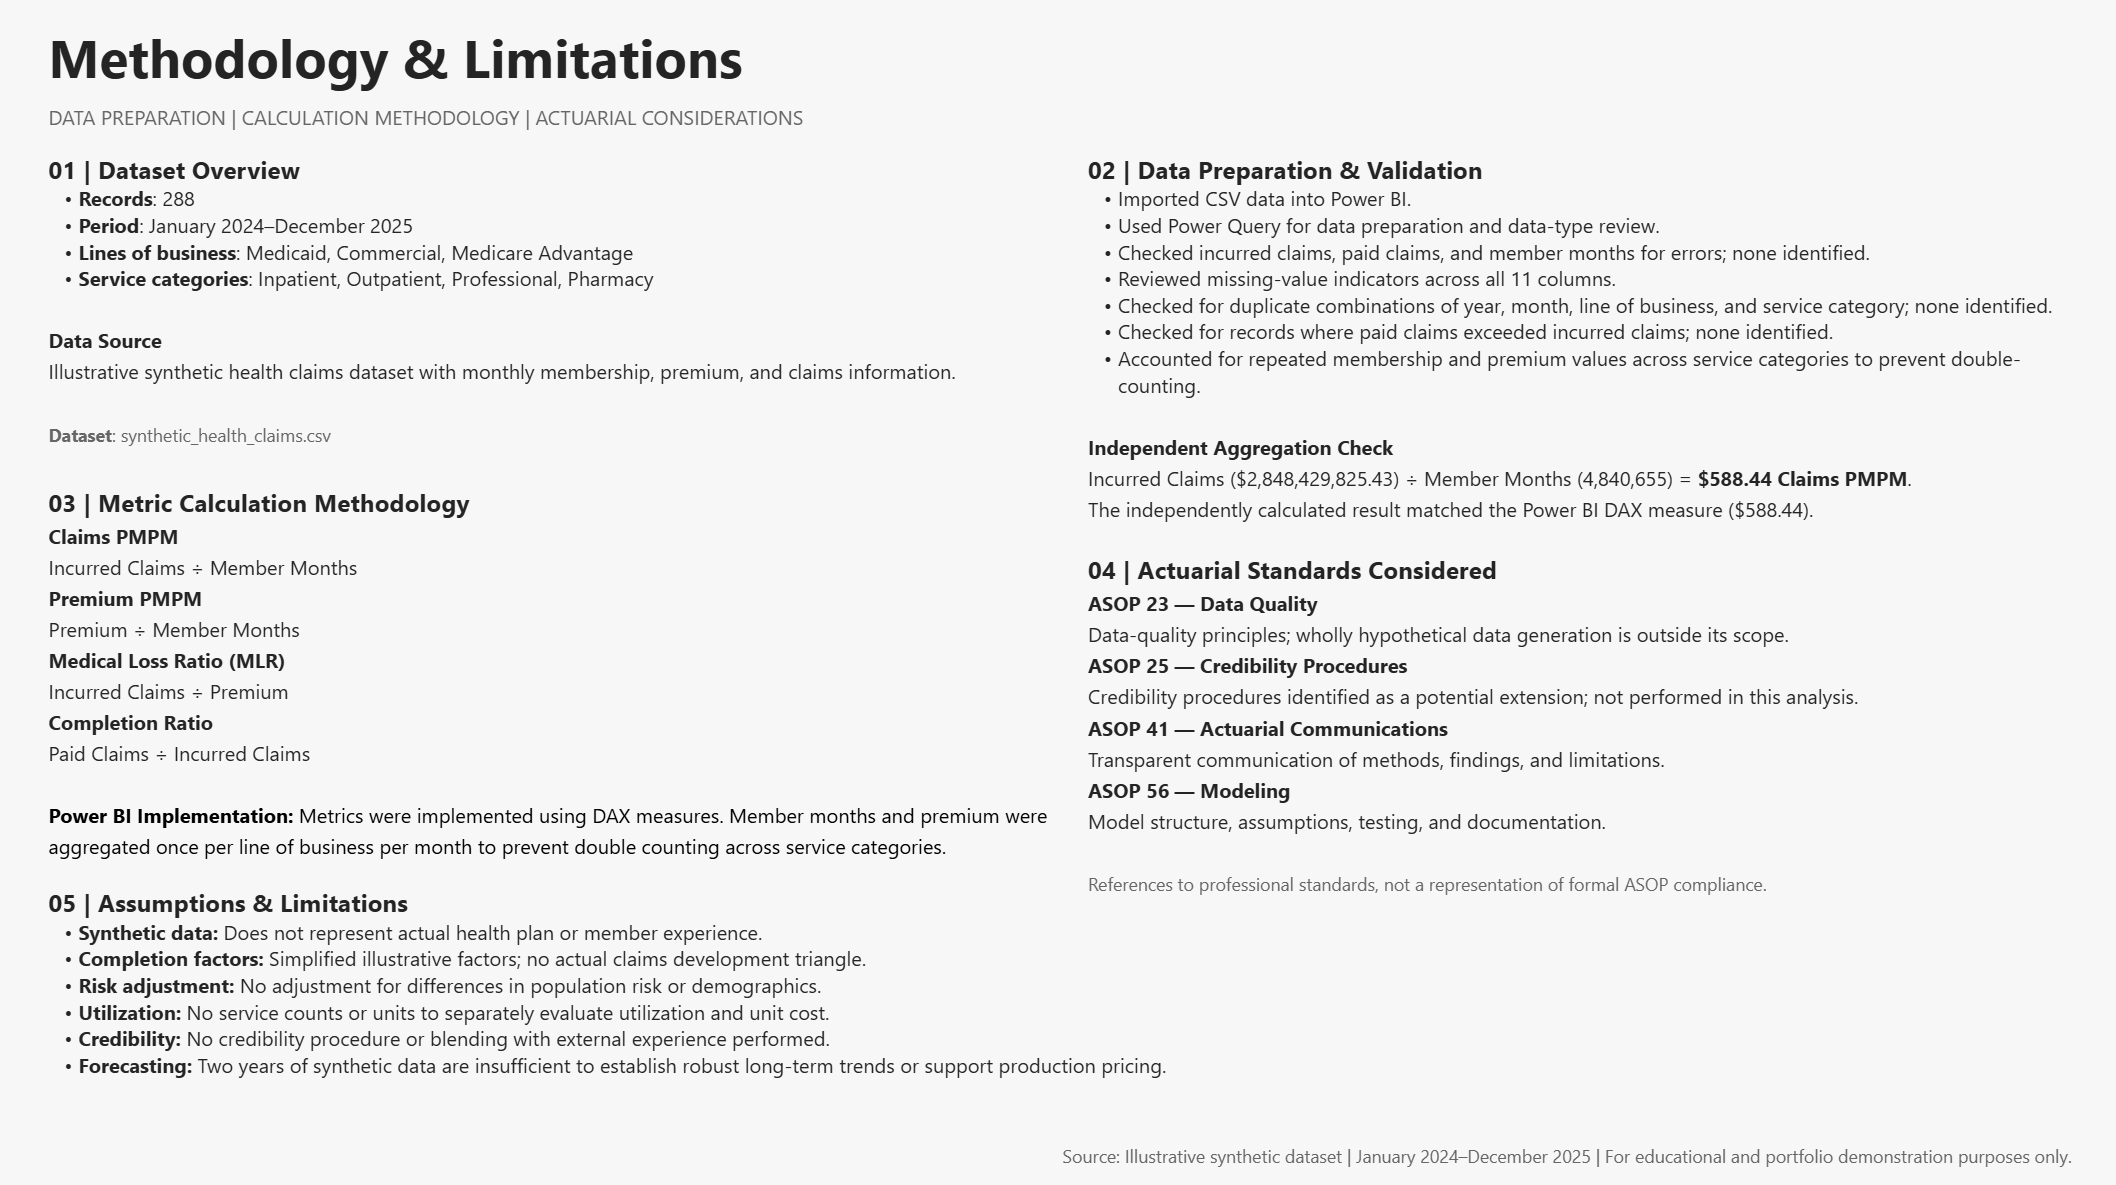 Methodology & Limitations
DATA PREPARATION | CALCULATION METHODOLOGY | ACTUARIAL CONSIDERATIONS
01 | Dataset Overview
• Records: 288
• Period: January 2024–December 2025
• Lines of business: Medicaid, Commercial, Medicare Advantage
• Service categories: Inpatient, Outpatient, Professional, Pharmacy
Data Source
Illustrative synthetic health claims dataset with monthly membership, premium, and claims information.
Dataset: synthetic_health_claims.csv
02 | Data Preparation & Validation
• Imported CSV data into Power BI.
• Used Power Query for data preparation and data-type review.
• Checked incurred claims, paid claims, and member months for errors; none identified.
• Reviewed missing-value indicators across all 11 columns.
• Checked for duplicate combinations of year, month, line of business, and service category; none identified.
• Checked for records where paid claims exceeded incurred claims; none identified.
• Accounted for repeated membership and premium values across service categories to prevent double-
counting.
Independent Aggregation Check
Incurred Claims ($2,848,429,825.43) ÷ Member Months (4,840,655) = $588.44 Claims PMPM.
The independently calculated result matched the Power BI DAX measure ($588.44).
03 | Metric Calculation Methodology
Claims PMPM
Incurred Claims ÷ Member Months
Premium PMPM
Premium ÷ Member Months
Medical Loss Ratio (MLR)
Incurred Claims ÷ Premium
Completion Ratio
Paid Claims ÷ Incurred Claims
Power BI Implementation: Metrics were implemented using DAX measures. Member months and premium were
aggregated once per line of business per month to prevent double counting across service categories.
04 | Actuarial Standards Considered
ASOP 23 — Data Quality
Data-quality principles; wholly hypothetical data generation is outside its scope.
ASOP 25 — Credibility Procedures
Credibility procedures identified as a potential extension; not performed in this analysis.
ASOP 41 — Actuarial Communications
Transparent communication of methods, findings, and limitations.
ASOP 56 — Modeling
Model structure, assumptions, testing, and documentation.
References to professional standards, not a representation of formal ASOP compliance.
05 | Assumptions & Limitations
• Synthetic data: Does not represent actual health plan or member experience.
• Completion factors: Simplified illustrative factors; no actual claims development triangle.
• Risk adjustment: No adjustment for differences in population risk or demographics.
• Utilization: No service counts or units to separately evaluate utilization and unit cost.
• Credibility: No credibility procedure or blending with external experience performed.
• Forecasting: Two years of synthetic data are insufficient to establish robust long-term trends or support production pricing.
Source: Illustrative synthetic dataset | January 2024–December 2025 | For educational and portfolio demonstration purposes only.